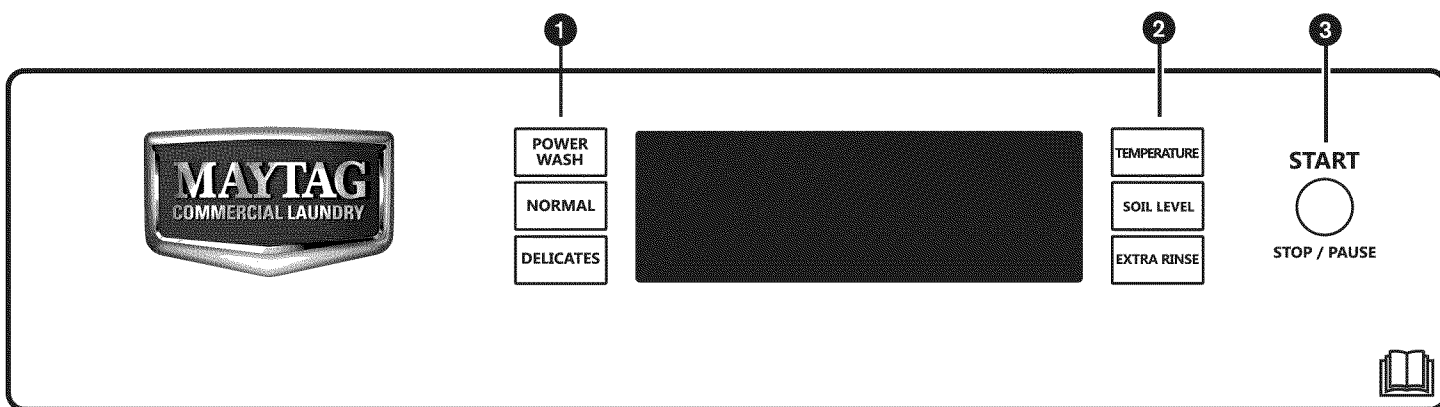 1
2
3
MAYTAG
COMMERCIAL LAUNDRY
POWER
WASH
NORMAL
DELICATES
TEMPERATURE
SOIL LEVEL
EXTRA RINSE
START
STOP / PAUSE